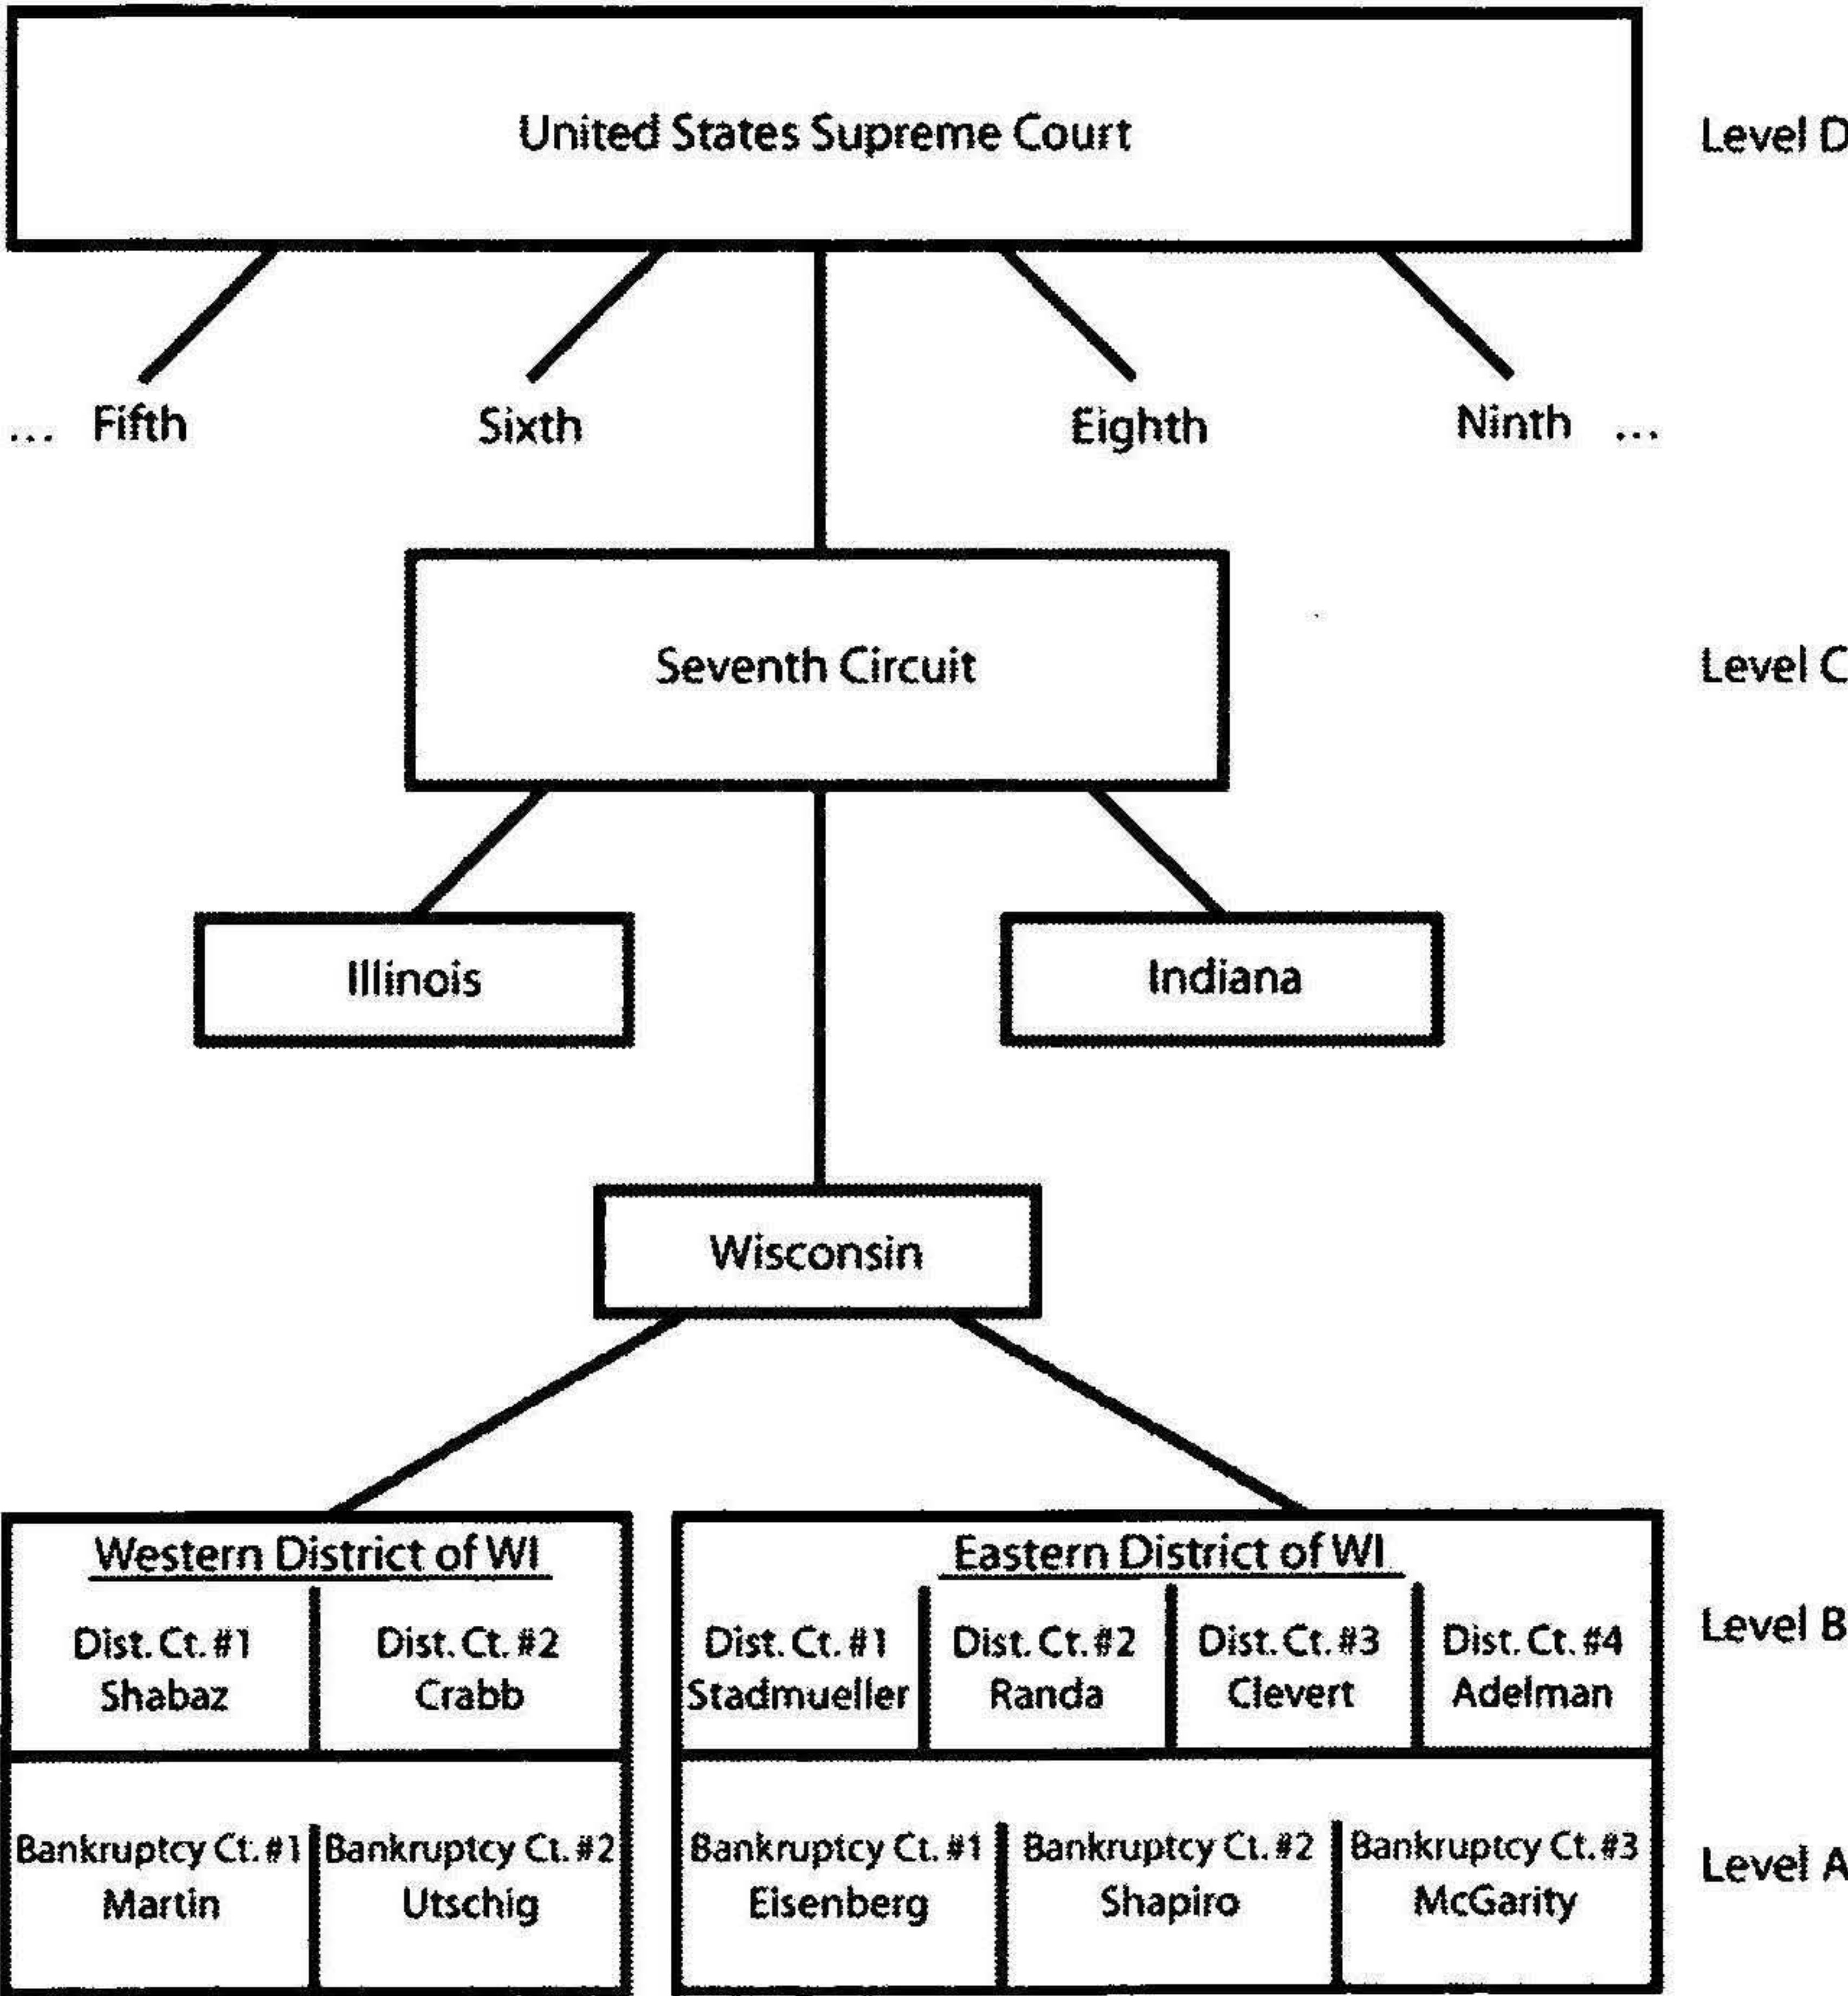 United States Supreme Court
Level D
... Fifth
Sixth
Eighth
Ninth ...
Seventh Circuit
Level C
Illinois
Indiana
Wisconsin
Western District of WI
Eastern District of WI
Level B
Dist. Ct. #1
Shabaz
Dist. Ct. #2
Crabb
Dist. Ct. #1
Stadmueller
Dist. Ct. #2
Randa
Dist. Ct. #3
Clevert
Dist. Ct. #4
Adelman
Bankruptcy Ct. #1
Martin
Bankruptcy Ct. #2
Utschig
Bankruptcy Ct. #1
Eisenberg
Bankruptcy Ct. #2
Shapiro
Bankruptcy Ct. #3
McGarity
Level A